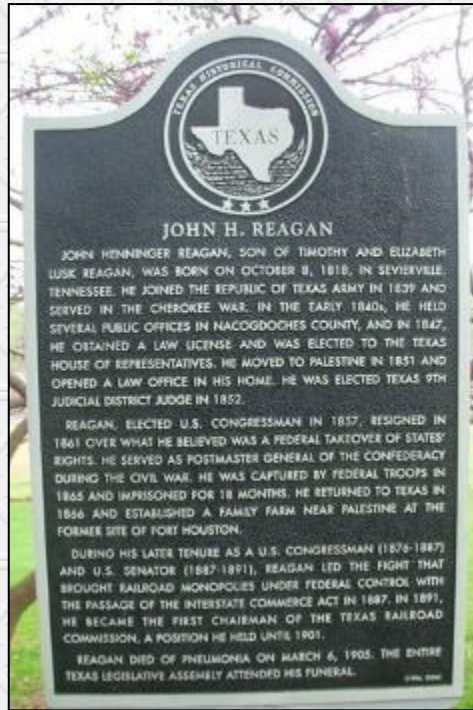 TEXAS HISTORICAL COMMISSION
TEXAS
JOHN H. REAGAN
JOHN HENNINGER REAGAN, SON OF TIMOTHY AND ELIZABETH
LUSK REAGAN, WAS BORN ON OCTOBER 8, 1818, IN SEVIERVILLE,
TENNESSEE. HE JOINED THE REPUBLIC OF TEXAS ARMY IN 1839 AND
SERVED IN THE CHEROKEE WAR. IN THE EARLY 1840s, HE HELD
SEVERAL PUBLIC OFFICES IN NACOGDOCHES COUNTY, AND IN 1847,
HE OBTAINED A LAW LICENSE AND WAS ELECTED TO THE TEXAS
HOUSE OF REPRESENTATIVES. HE MOVED TO PALESTINE IN 1851 AND
OPENED A LAW OFFICE IN HIS HOME. HE WAS ELECTED TEXAS 9TH
JUDICIAL DISTRICT JUDGE IN 1852.
REAGAN, ELECTED U.S. CONGRESSMAN IN 1857, RESIGNED IN
1861 OVER WHAT HE BELIEVED WAS A FEDERAL TAKEOVER OF STATES'
RIGHTS. HE SERVED AS POSTMASTER GENERAL OF THE CONFEDERACY
DURING THE CIVIL WAR. HE WAS CAPTURED BY FEDERAL TROOPS IN
1865 AND IMPRISONED FOR 18 MONTHS. HE RETURNED TO TEXAS IN
1866 AND ESTABLISHED A FAMILY FARM NEAR PALESTINE AT THE
FORMER SITE OF FORT HOUSTON.
DURING HIS LATER TENURE AS A U.S. CONGRESSMAN (1876-1887)
AND U.S. SENATOR (1887-1891), REAGAN LED THE FIGHT THAT
BROUGHT RAILROAD MONOPOLIES UNDER FEDERAL CONTROL WITH
THE PASSAGE OF THE INTERSTATE COMMERCE ACT IN 1887. IN 1891,
HE BECAME THE FIRST CHAIRMAN OF THE TEXAS RAILROAD
COMMISSION, A POSITION HE HELD UNTIL 1901.
REAGAN DIED OF PNEUMONIA ON MARCH 6, 1905. THE ENTIRE
TEXAS LEGISLATIVE ASSEMBLY ATTENDED HIS FUNERAL.